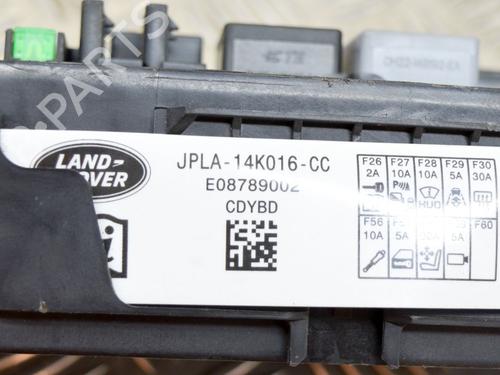 LAND-
ROVER
JPLA-14K016-CC
E08789002
CDYBD
F26 F27 F28 F29 F30
2A 10A 10A 5A 30A
HUD
F56 F60
10A 5A 5A